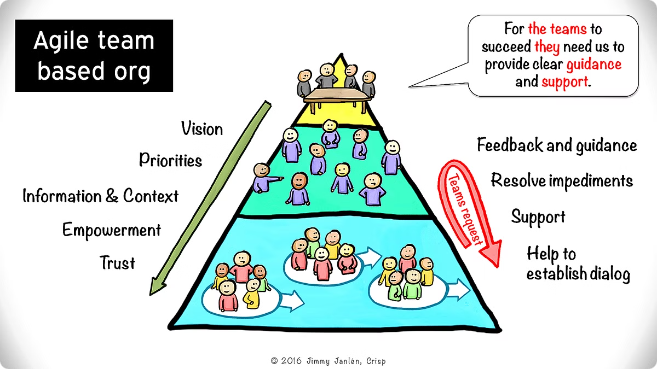 Agile team
based org
For the teams to
succeed they need us to
provide clear guidance
and support.
Vision
Priorities
Information & Context
Empowerment
Trust
Teams request
Feedback and guidance
Resolve impediments
Support
Help to
establish dialog
© 2016 Jimmy Janlén, Crisp